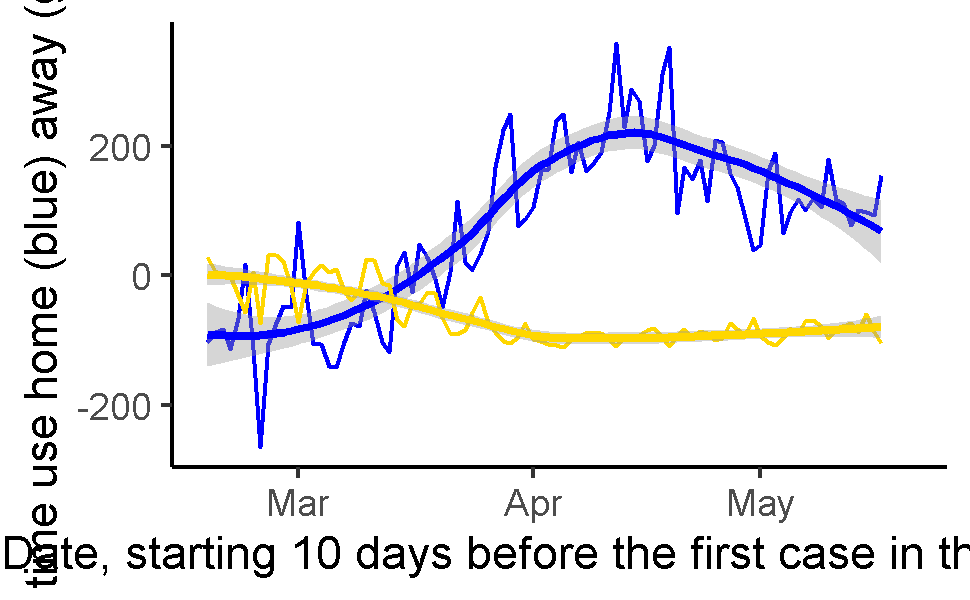 time use home (blue) away (
200
0
-200
Mar Apr May
Date, starting 10 days before the first case in th